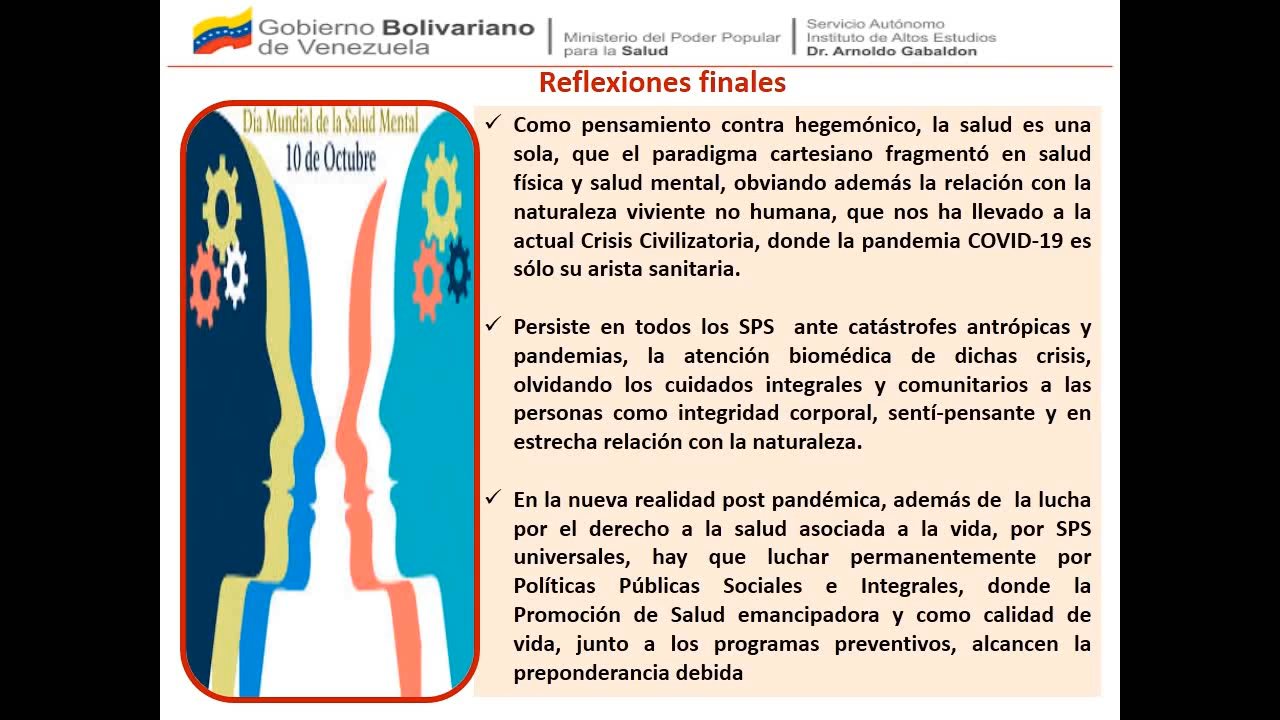 Gobierno Bolivariano
de Venezuela
Ministerio del Poder Popular
para la Salud
Servicio Autónomo
Instituto de Altos Estudios
Dr. Arnoldo Gabaldon
Reflexiones finales
Día Mundial de la Salud Mental
10 de Octubre
✓ Como pensamiento contra hegemónico, la salud es una
sola, que el paradigma cartesiano fragmentó en salud
física y salud mental, obviando además la relación con la
naturaleza viviente no humana, que nos ha llevado a la
actual Crisis Civilizatoria, donde la pandemia COVID-19 es
sólo su arista sanitaria.
✓ Persiste en todos los SPS ante catástrofes antrópicas y
pandemias, la atención biomédica de dichas crisis,
olvidando los cuidados integrales y comunitarios a las
personas como integridad corporal, sentí-pensante y en
estrecha relación con la naturaleza.
✓ En la nueva realidad post pandémica, además de la lucha
por el derecho a la salud asociada a la vida, por SPS
universales, hay que luchar permanentemente por
Políticas Públicas Sociales e Integrales, donde la
Promoción de Salud emancipadora y como calidad de
vida, junto a los programas preventivos, alcancen la
preponderancia debida